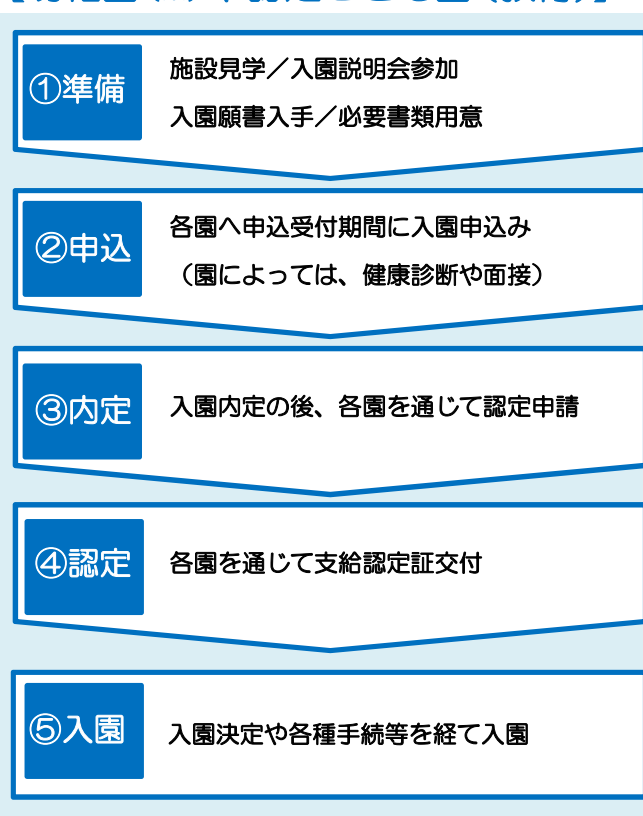 ①準備
施設見学／入園説明会参加
入園願書入手／必要書類用意
②申込
各園へ申込受付期間に入園申込み
（園によっては、健康診断や面接）
③内定
入園内定の後、各園を通じて認定申請
④認定
各園を通じて支給認定証交付
⑤入園
入園決定や各種手続等を経て入園